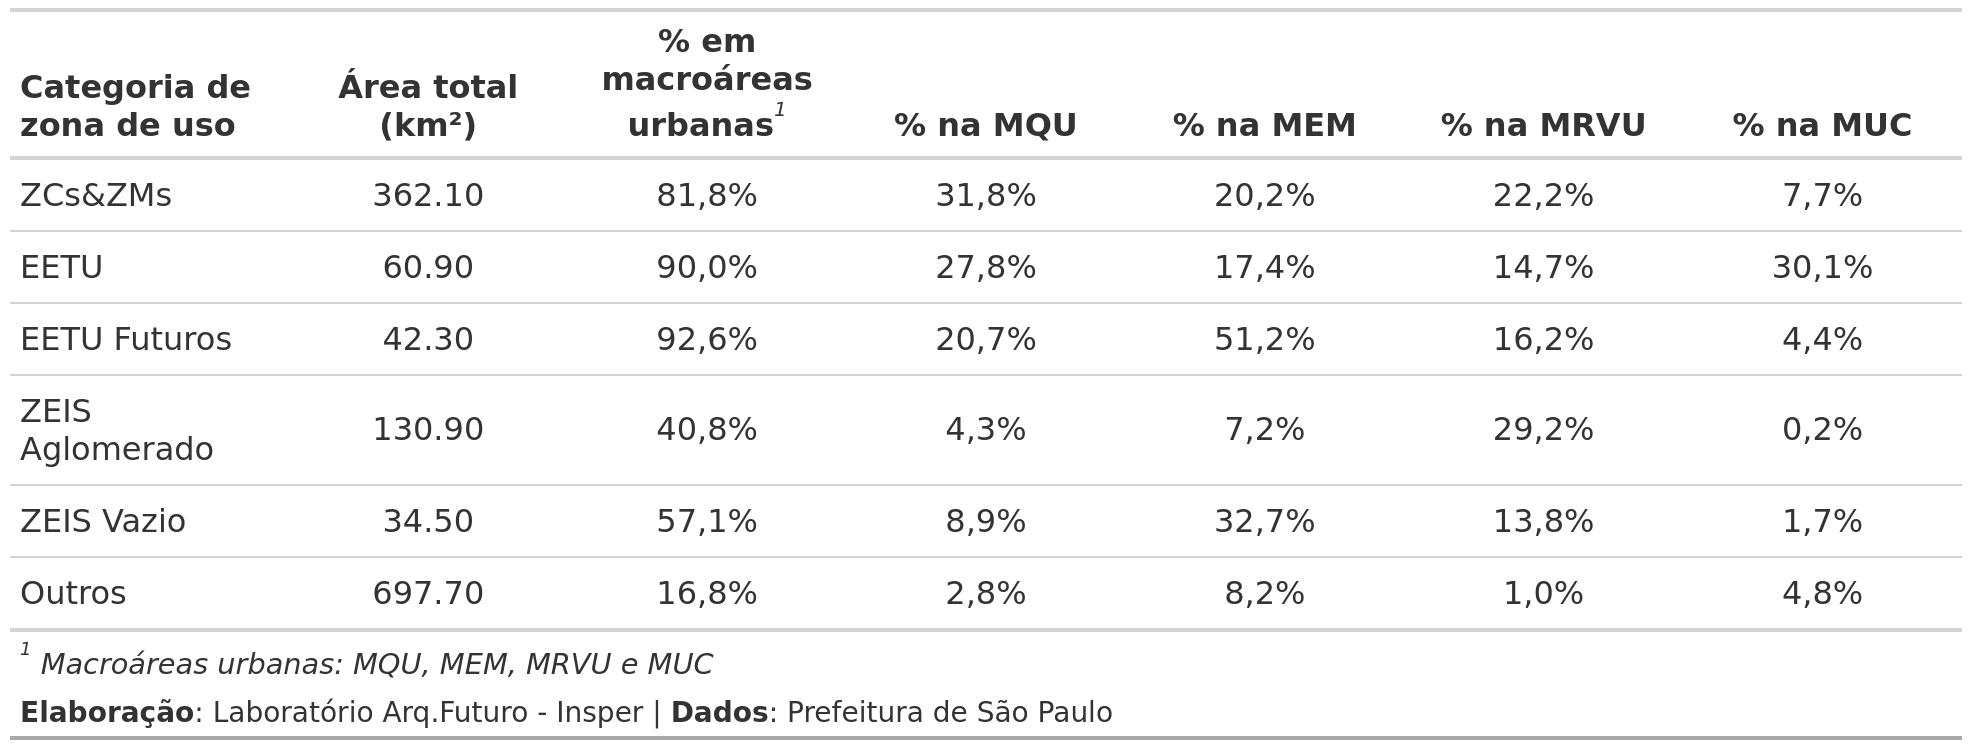 Categoria de zona de uso | Área total (km²) | % em macroáreas urbanas¹ | % na MQU | % na MEM | % na MRVU | % na MUC
ZCs&ZMs | 362.10 | 81,8% | 31,8% | 20,2% | 22,2% | 7,7%
EETU | 60.90 | 90,0% | 27,8% | 17,4% | 14,7% | 30,1%
EETU Futuros | 42.30 | 92,6% | 20,7% | 51,2% | 16,2% | 4,4%
ZEIS Aglomerado | 130.90 | 40,8% | 4,3% | 7,2% | 29,2% | 0,2%
ZEIS Vazio | 34.50 | 57,1% | 8,9% | 32,7% | 13,8% | 1,7%
Outros | 697.70 | 16,8% | 2,8% | 8,2% | 1,0% | 4,8%
¹ Macroáreas urbanas: MQU, MEM, MRVU e MUC
Elaboração: Laboratório Arq.Futuro - Insper | Dados: Prefeitura de São Paulo